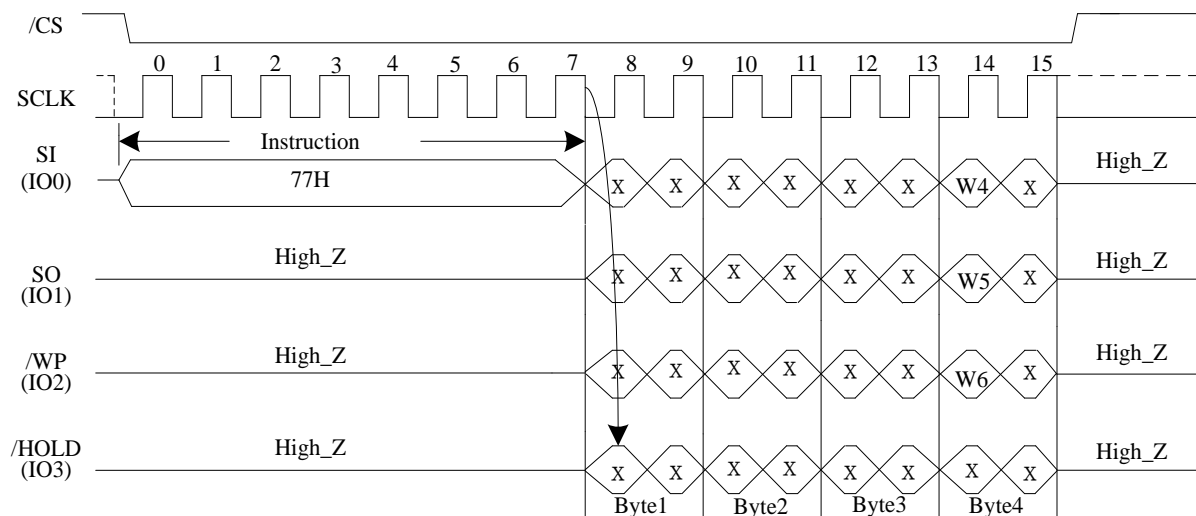 /CS
0 1 2 3 4 5 6 7 8 9 10 11 12 13 14 15
SCLK
Instruction
SI
(IO0)
77H
X X X X X X W4 X
High_Z
SO
(IO1)
High_Z
X X X X X X W5 X
High_Z
/WP
(IO2)
High_Z
X X X X X X W6 X
High_Z
/HOLD
(IO3)
High_Z
X X X X X X X X
High_Z
Byte1 Byte2 Byte3 Byte4